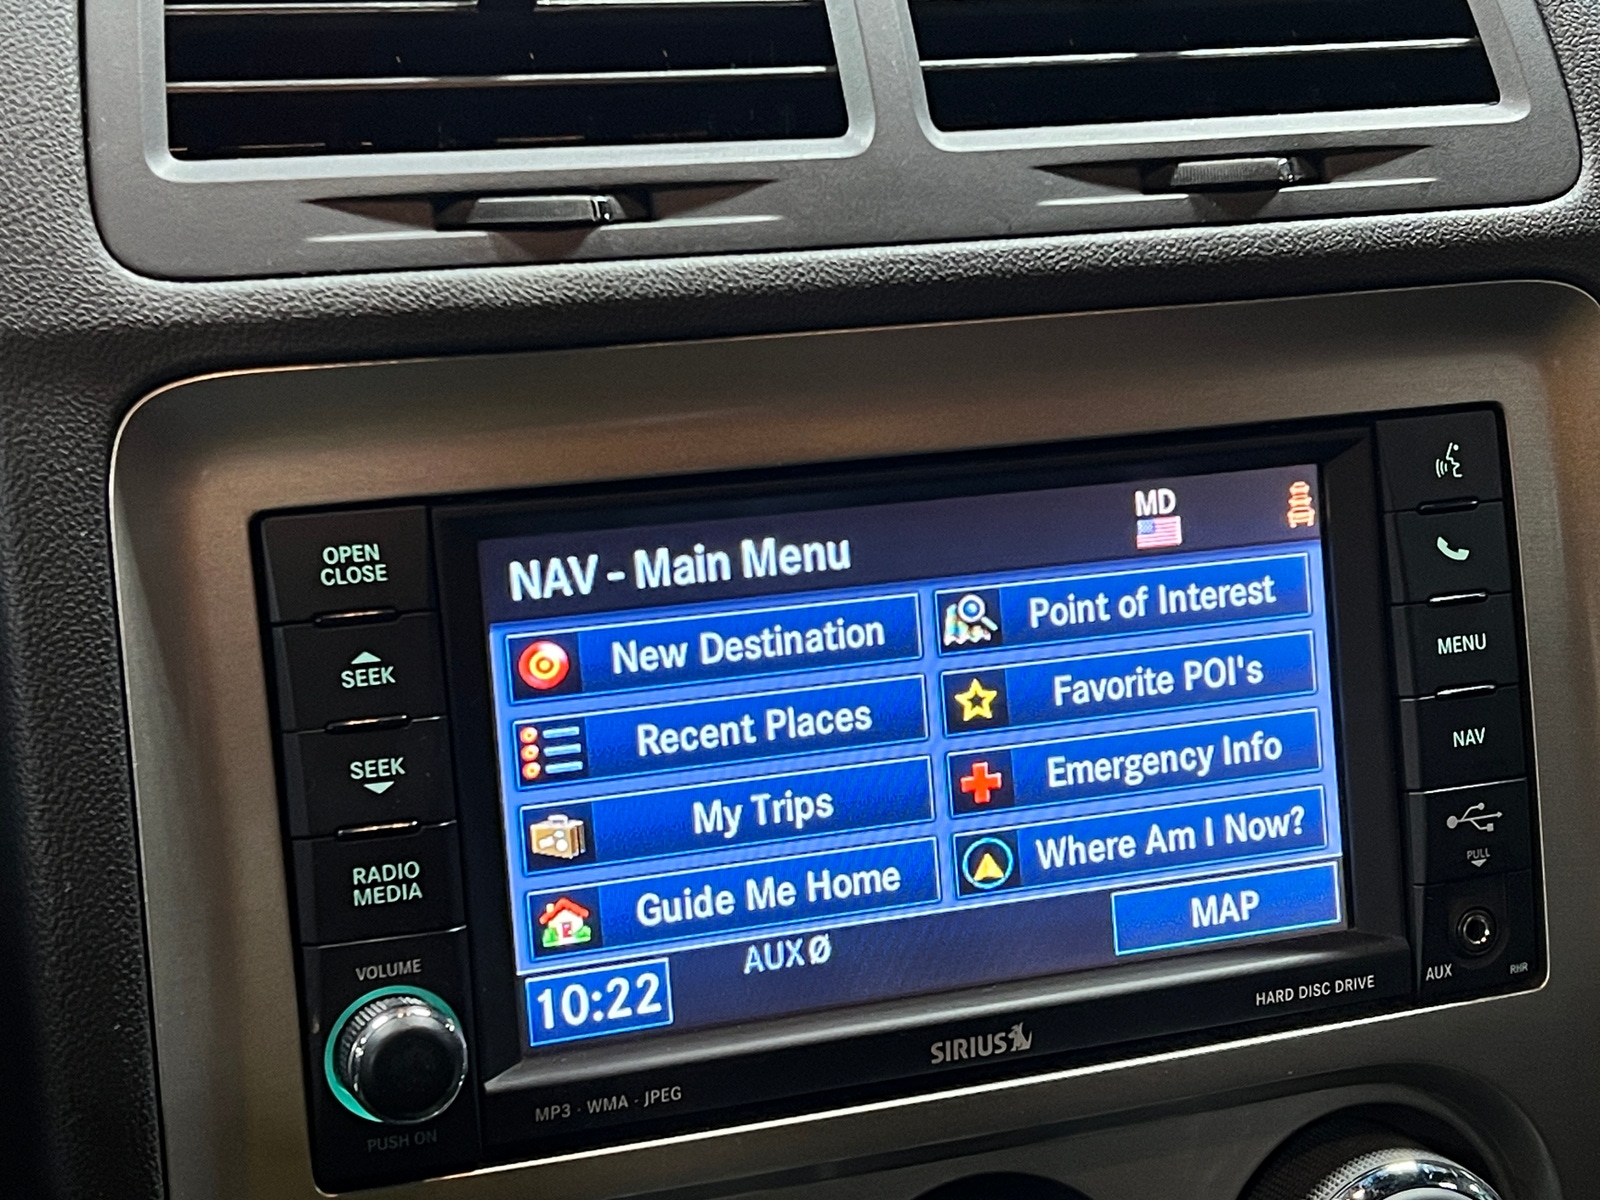 OPEN
CLOSE
SEEK
SEEK
RADIO
MEDIA
VOLUME
PUSH ON
NAV - Main Menu
MD
New Destination
Point of Interest
Recent Places
Favorite POI's
My Trips
Emergency Info
Guide Me Home
Where Am I Now?
AUX Ø
MAP
10:22
MENU
NAV
PULL
AUX
RHR
HARD DISC DRIVE
SIRIUS
MP3 · WMA · JPEG